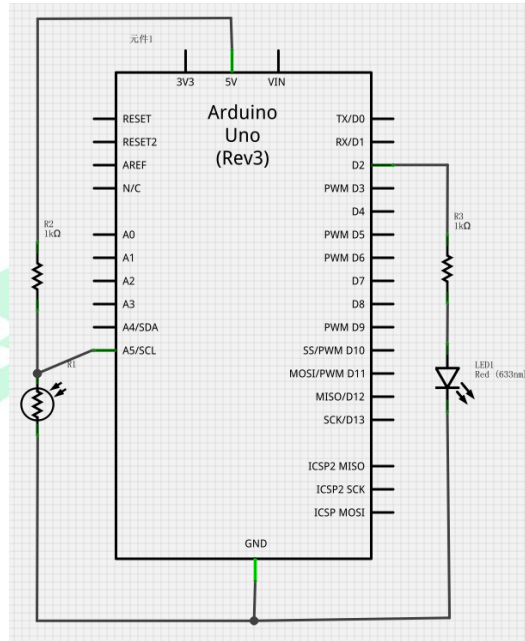 元件1
3V3 5V VIN
Arduino
Uno
(Rev3)
RESET
RESET2
AREF
N/C
A0
A1
A2
A3
A4/SDA
A5/SCL
TX/D0
RX/D1
D2
PWM D3
D4
PWM D5
PWM D6
D7
D8
PWM D9
SS/PWM D10
MOSI/PWM D11
MISO/D12
SCK/D13
ICSP2 MISO
ICSP2 SCK
ICSP MOSI
GND
R2
1kΩ
R1
R3
1kΩ
LED1
Red (633nm)